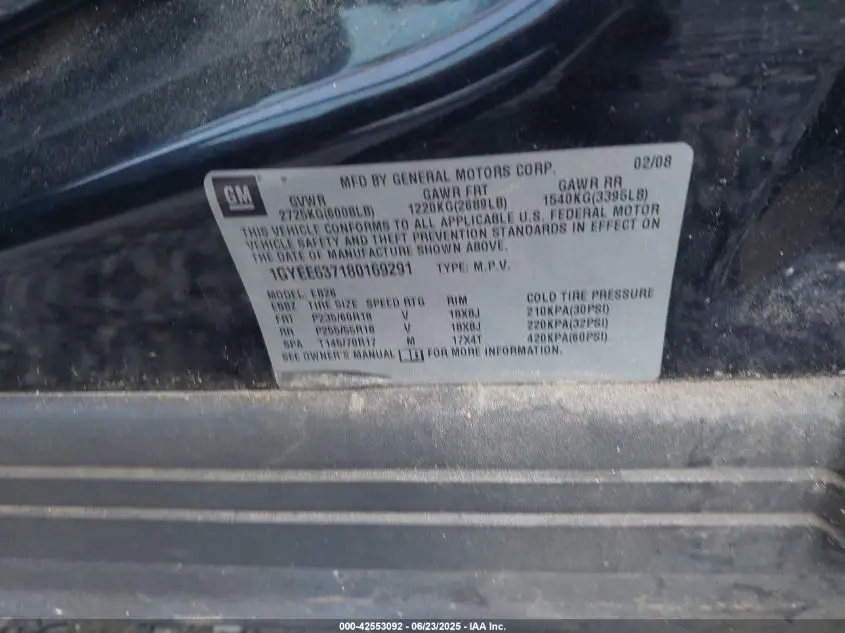 GM
MFD BY GENERAL MOTORS CORP. 02/08
GVWR GAWR FRT GAWR RR
2725KG(6008LB) 1220KG(2689LB) 1540KG(3395LB)
THIS VEHICLE CONFORMS TO ALL APPLICABLE U.S. FEDERAL MOTOR
VEHICLE SAFETY AND THEFT PREVENTION STANDARDS IN EFFECT ON
THE DATE OF MANUFACTURE SHOWN ABOVE.
1GYEE637180169291 TYPE: M.P.V.
MODEL: TIRE SIZE SPEED RTG RIM COLD TIRE PRESSURE
FRT P235/60R18 V 18X8J 210KPA(30PSI)
RR P255/55R18 V 18X8J 220KPA(32PSI)
SPA T145/70R17 M 17X4T 420KPA(60PSI)
SEE OWNER'S MANUAL FOR MORE INFORMATION.
000-42553092 - 06/23/2025 - IAA Inc.